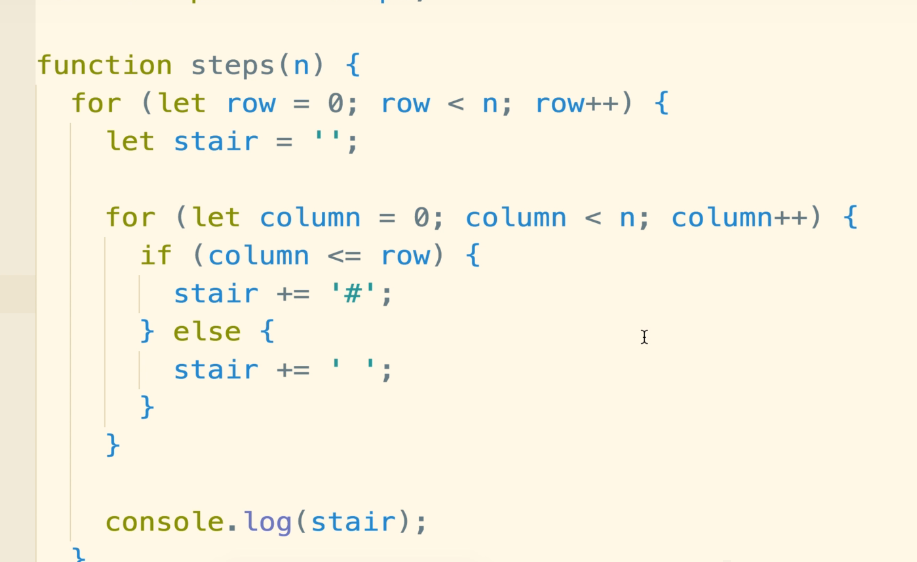 function steps(n) {
  for (let row = 0; row < n; row++) {
    let stair = '';

    for (let column = 0; column < n; column++) {
      if (column <= row) {
        stair += '#';
      } else {
        stair += ' ';
      }
    }

    console.log(stair);
  }